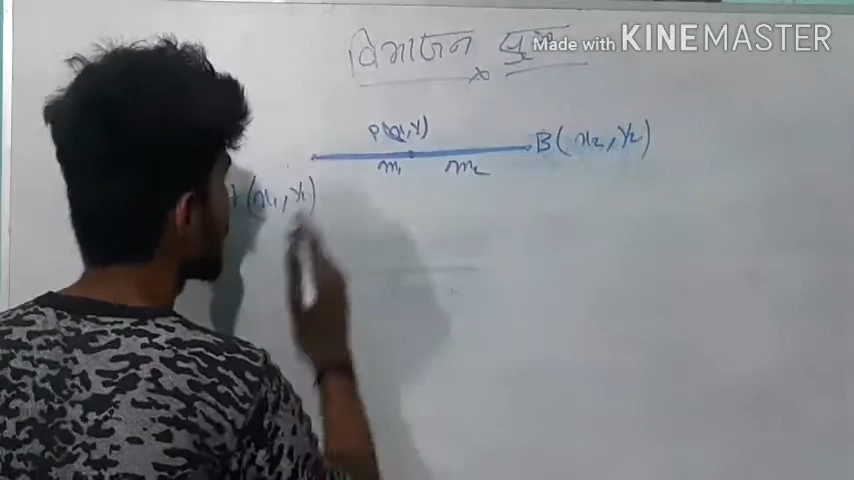 विभाजन सूत्र
Made with KINEMASTER
P(x,y)
B(x₂, y₂)
m₁ m₂
A(x₁, y₁)